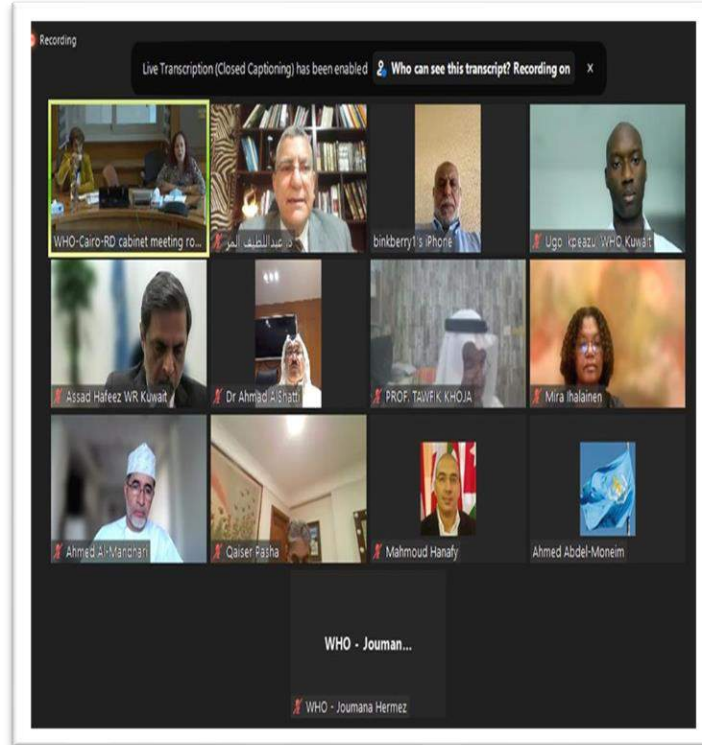 Recording
Live Transcription (Closed Captioning) has been enabled Who can see this transcript? Recording on X
WHO-Cairo-RD cabinet meeting ro...
د. عبداللطيف المر
binkberry1's iPhone
Ugo Ikpeazu WHO Kuwait
Assad Hafeez WR Kuwait
Dr Ahmad AlShatti
PROF. TAWFIK KHOJA
Mira Ihalainen
Ahmed Al-Mandhari
Qaiser Pasha
Mahmoud Hanafy
Ahmed Abdel-Moneim
WHO - Jouman...
WHO - Joumana Hermez